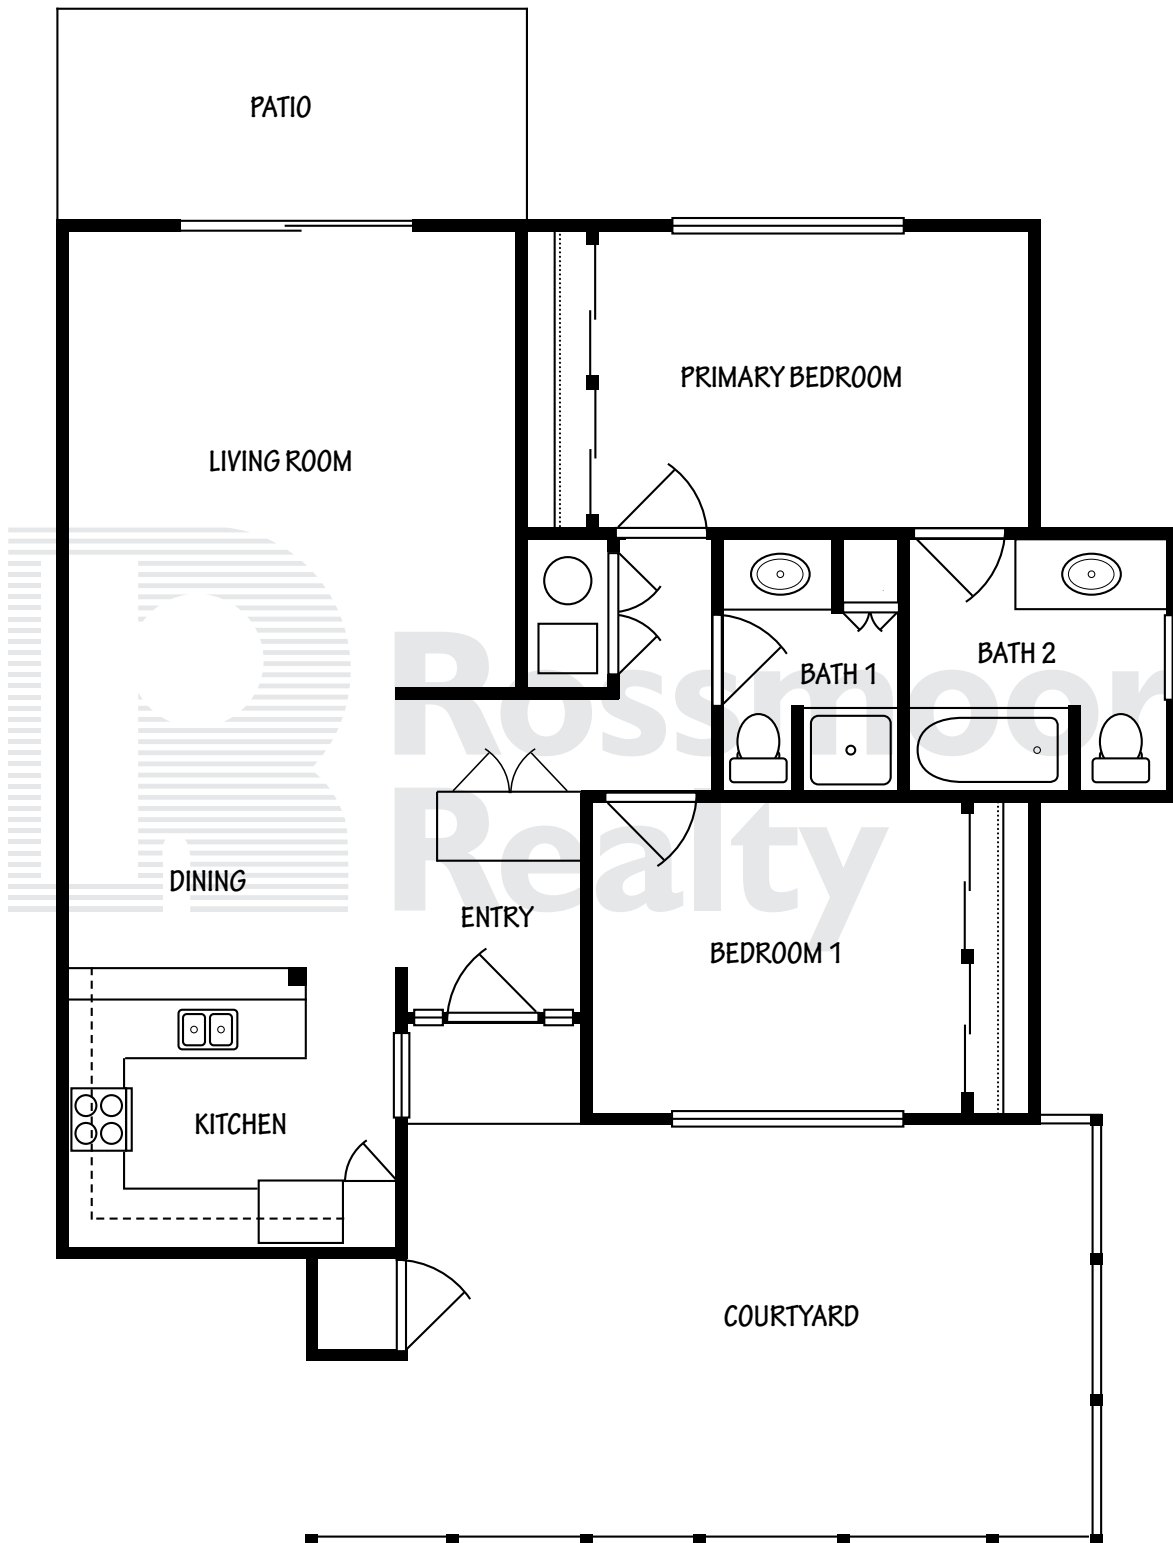 PATIO
PRIMARY BEDROOM
LIVING ROOM
Rossmoor
Realty
BATH 2
BATH 1
DINING
ENTRY
BEDROOM 1
KITCHEN
COURTYARD